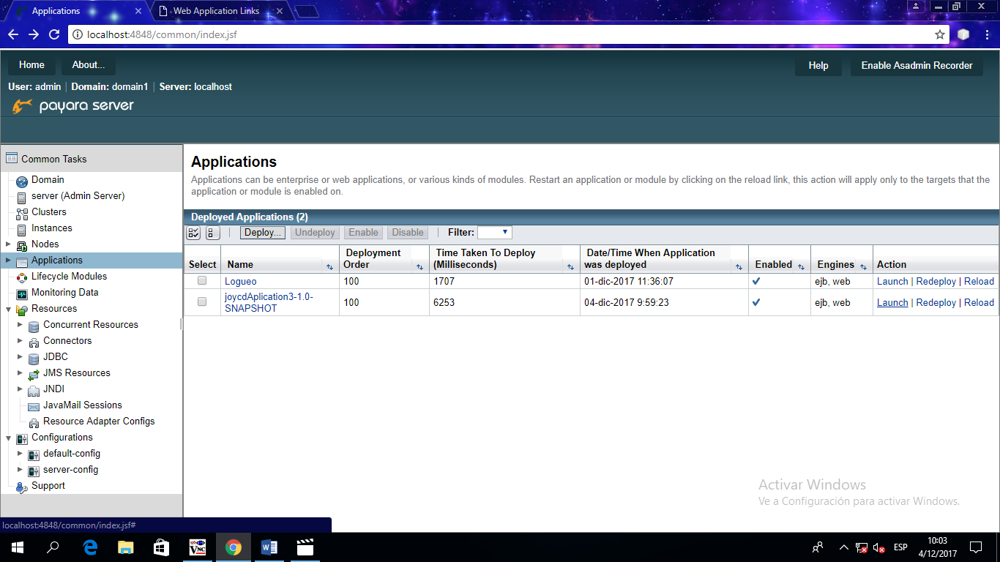 Applications
Web Application Links
localhost:4848/common/index.jsf
Home
About...
Help
Enable Asadmin Recorder
User: admin | Domain: domain1 | Server: localhost
payara server
Common Tasks
Domain
server (Admin Server)
Clusters
Instances
Nodes
Applications
Lifecycle Modules
Monitoring Data
Resources
Concurrent Resources
Connectors
JDBC
JMS Resources
JNDI
JavaMail Sessions
Resource Adapter Configs
Configurations
default-config
server-config
Support
Applications
Applications can be enterprise or web applications, or various kinds of modules. Restart an application or module by clicking on the reload link, this action will apply only to the targets that the
application or module is enabled on.
Deployed Applications (2)
Deploy... Undeploy Enable Disable Filter:
Select Name Deployment Order Time Taken To Deploy (Milliseconds) Date/Time When Application was deployed Enabled Engines Action
Logueo 100 1707 01-dic-2017 11:36:07 ejb, web Launch | Redeploy | Reload
joycdAplication3-1.0-SNAPSHOT 100 6253 04-dic-2017 9:59:23 ejb, web Launch | Redeploy | Reload
Activar Windows
Ve a Configuración para activar Windows.
localhost:4848/common/index.jsf#
VNC
ESP
10:03
4/12/2017